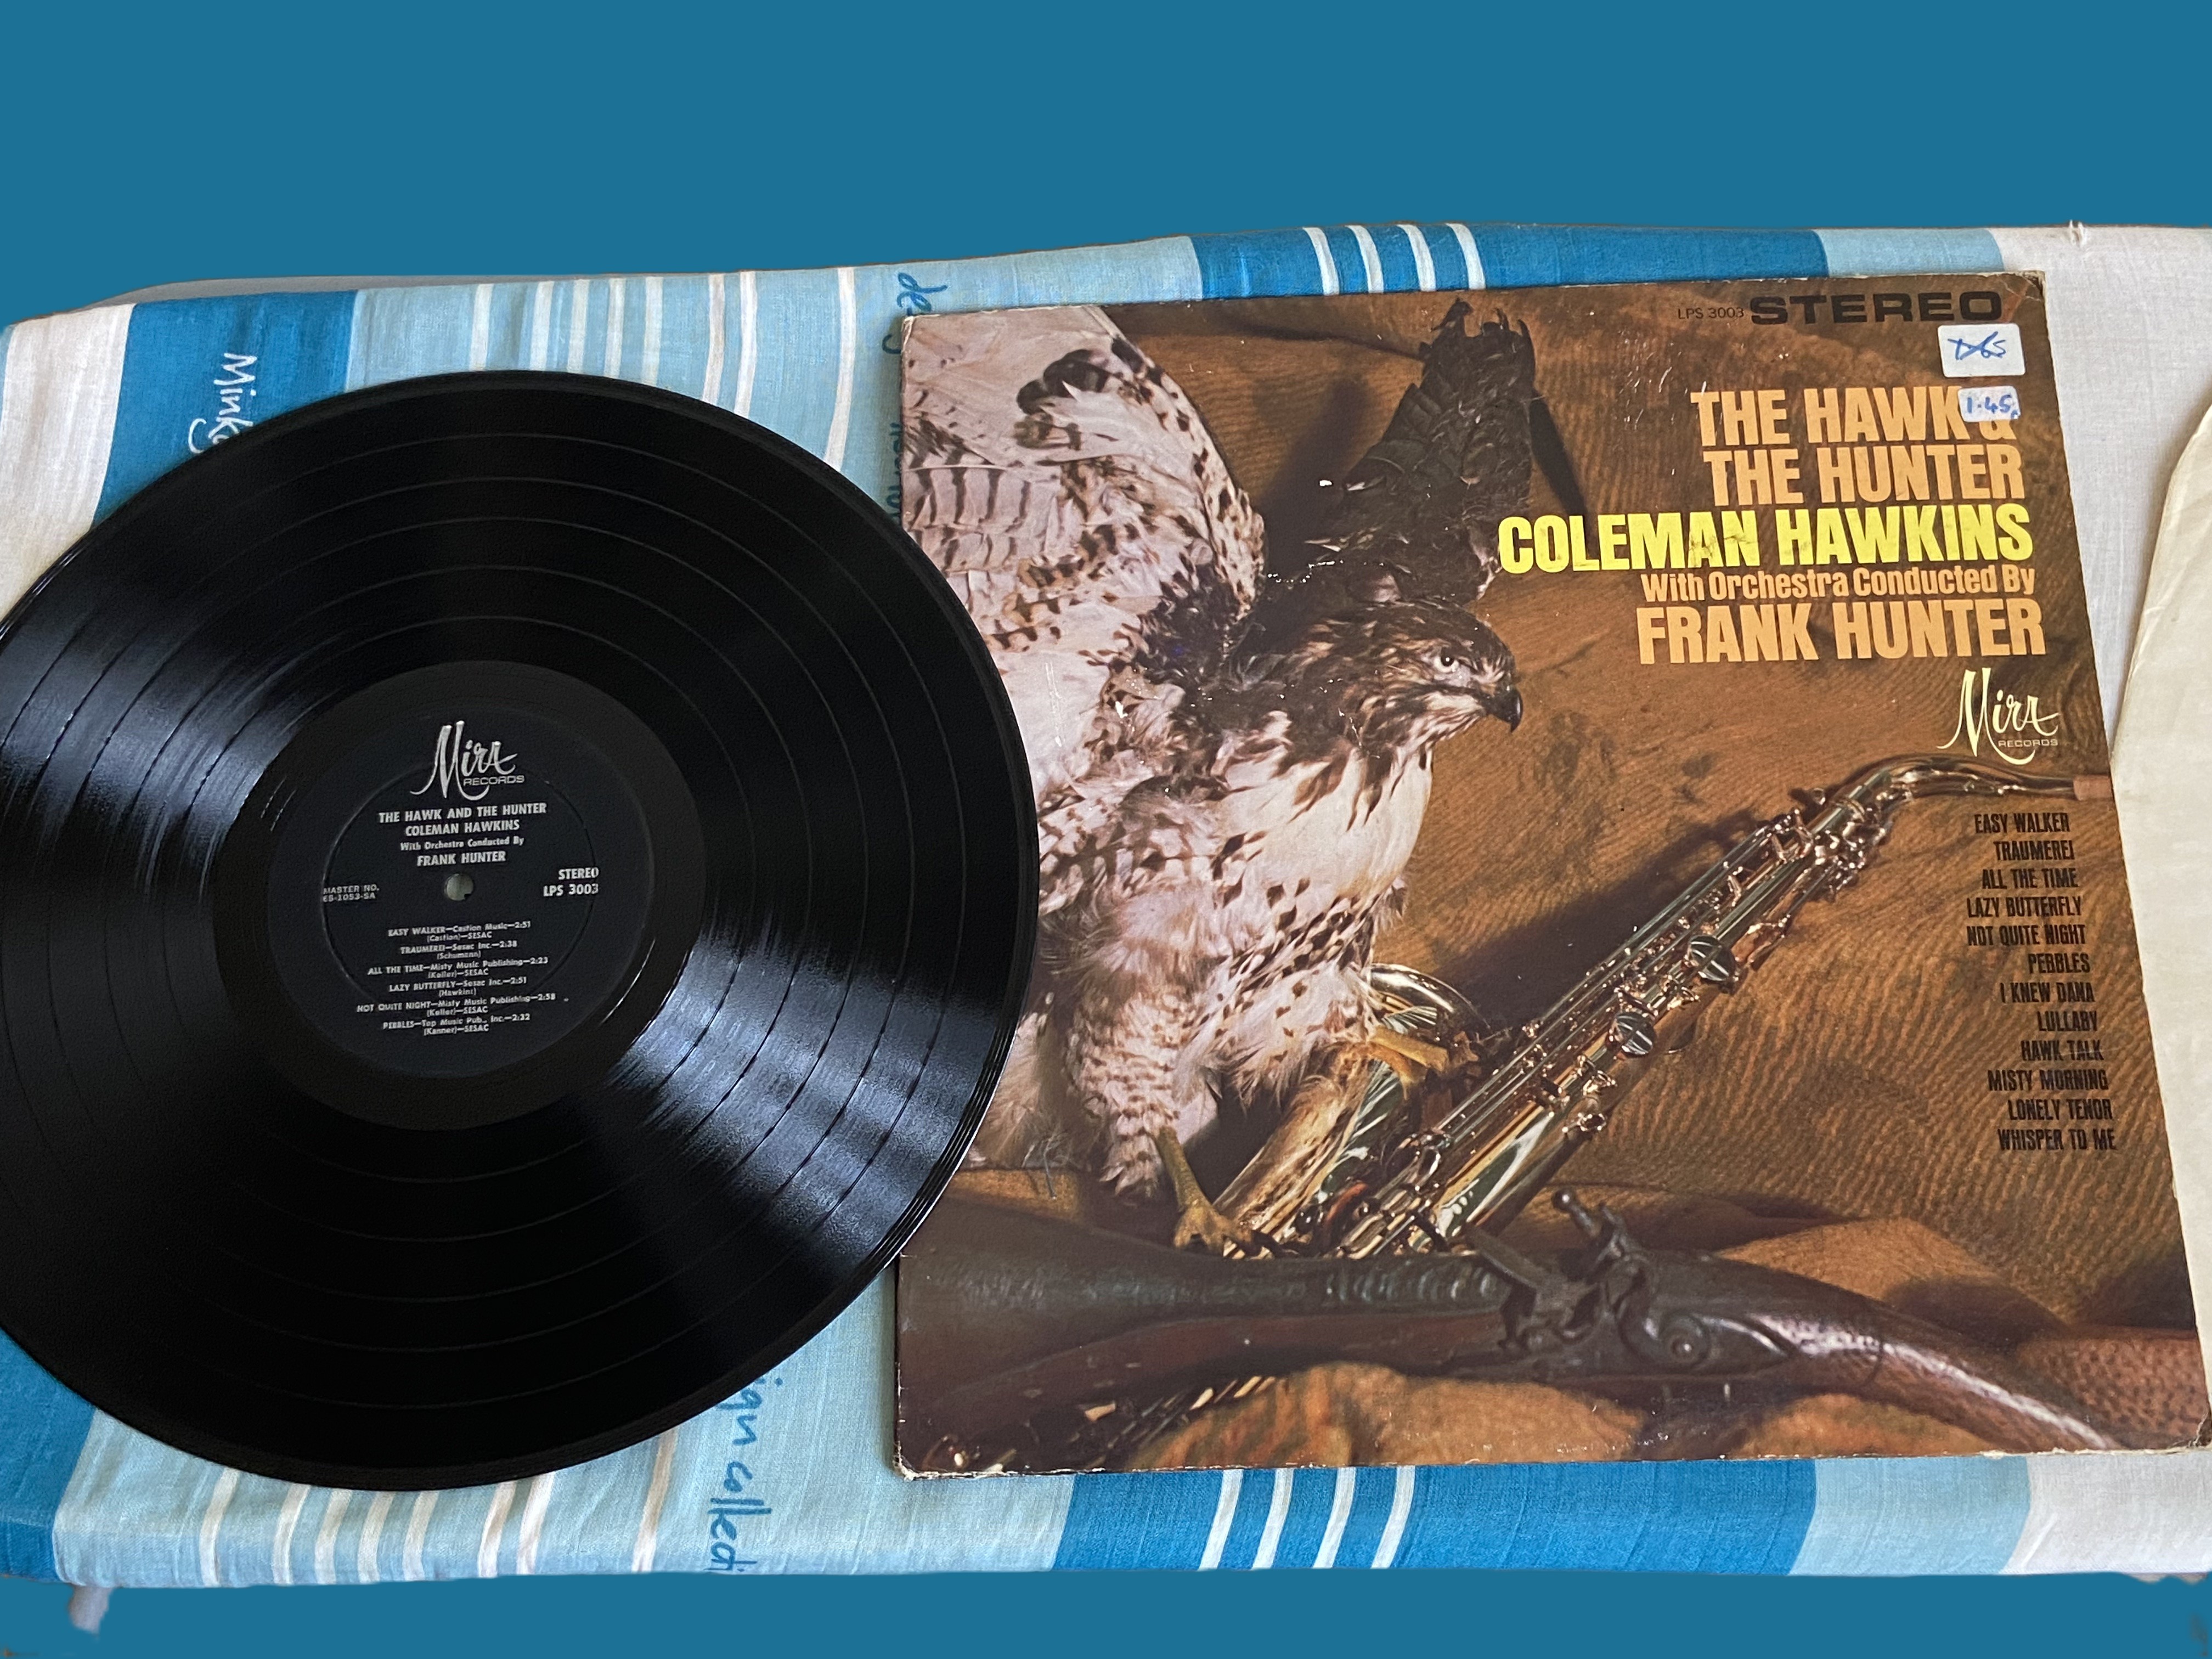 Mira
RECORDS
THE HAWK AND THE HUNTER
COLEMAN HAWKINS
With Orchestra Conducted By
FRANK HUNTER
STEREO
LPS 3003
MASTER NO.
65-1053-SA
EASY WALKER—Castion Music—2:51
(Castion)—SESAC
TRAUMEREI—Sesac Inc.—2:38
(Schumann)
ALL THE TIME—Misty Music Publishing—2:23
(Keller)—SESAC
LAZY BUTTERFLY—Sesac Inc.—2:51
(Hawkins)
NOT QUITE NIGHT—Misty Music Publishing—2:58
(Keller)—SESAC
PEBBLES—Top Music Pub., Inc.—2:32
(Kanner)—SESAC
LPS 3003 STEREO
1.45
THE HAWK &
THE HUNTER
COLEMAN HAWKINS
With Orchestra Conducted By
FRANK HUNTER
Mira
RECORDS
EASY WALKER
TRAUMEREI
ALL THE TIME
LAZY BUTTERFLY
NOT QUITE NIGHT
PEBBLES
I KNEW DANA
LULLABY
HAWK TALK
MISTY MORNING
LONELY TENOR
WHISPER TO ME